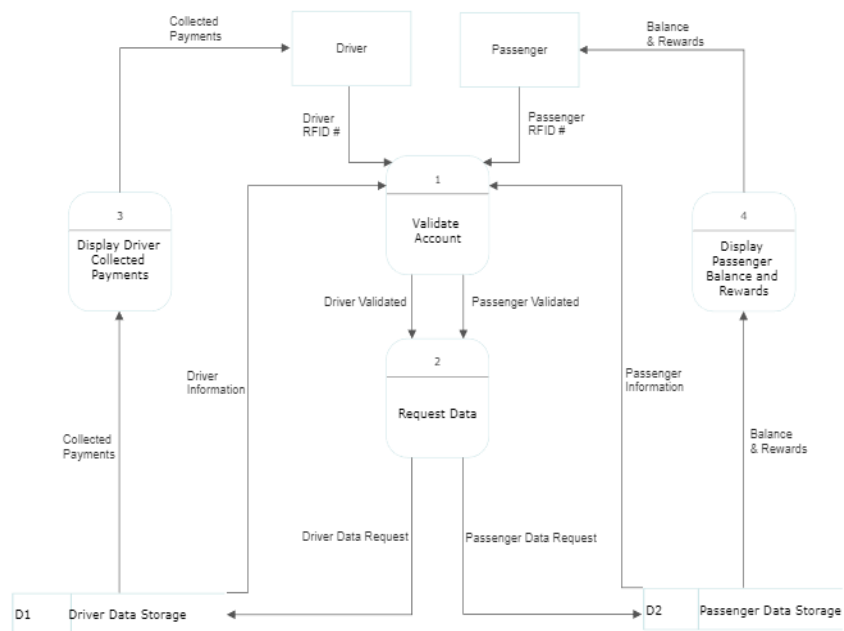 Collected
Payments
Driver
Passenger
Balance
& Rewards
Driver
RFID #
Passenger
RFID #
1
Validate
Account
3
Display Driver
Collected
Payments
4
Display
Passenger
Balance and
Rewards
Driver Validated
Passenger Validated
2
Request Data
Driver
Information
Passenger
Information
Collected
Payments
Balance
& Rewards
Driver Data Request
Passenger Data Request
D1 Driver Data Storage
D2 Passenger Data Storage